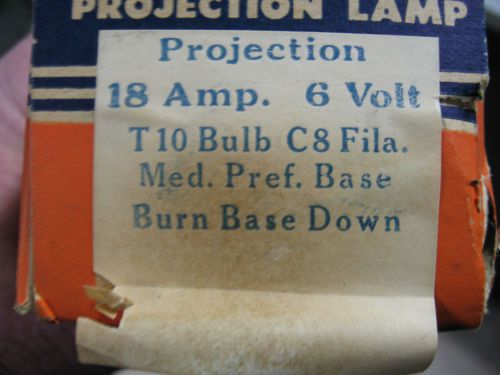 PROJECTION LAMP
Projection
18 Amp. 6 Volt
T10 Bulb C8 Fila.
Med. Pref. Base
Burn Base Down